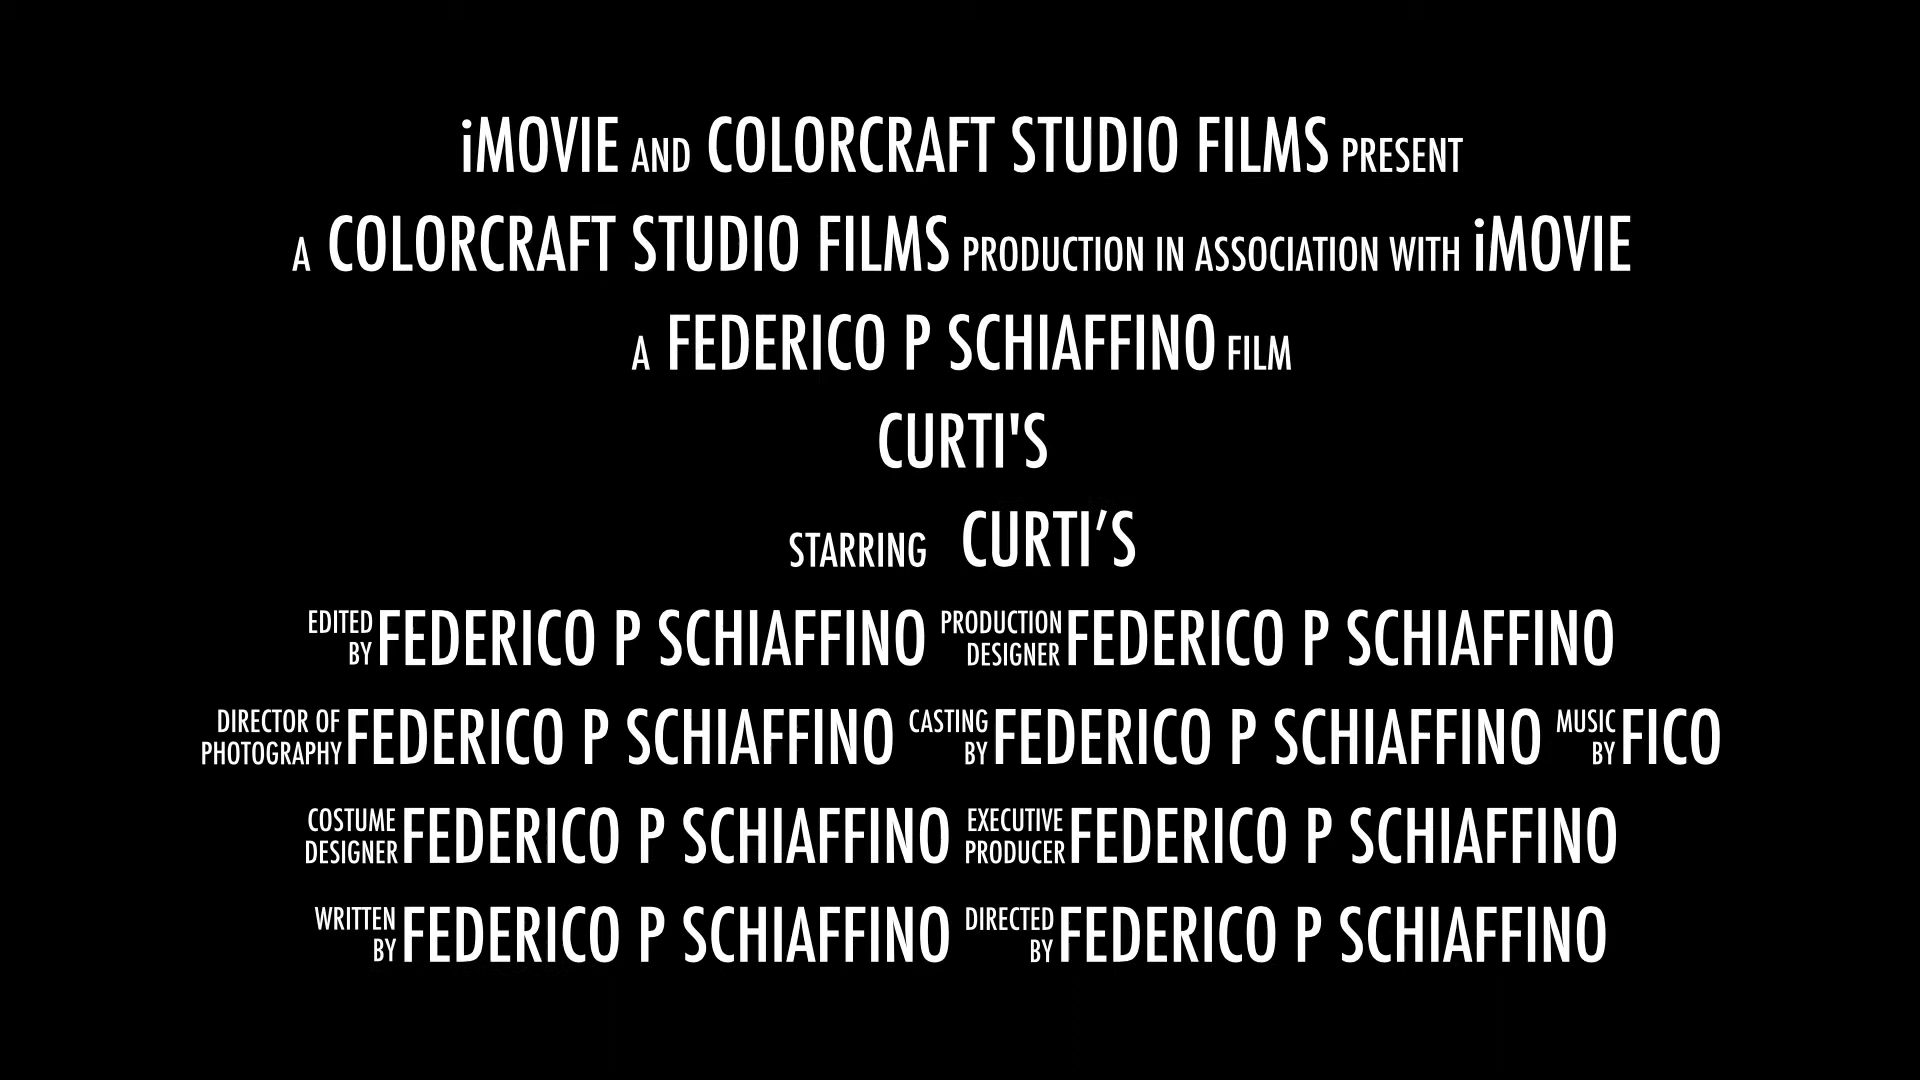 iMOVIE AND COLORCRAFT STUDIO FILMS PRESENT
A COLORCRAFT STUDIO FILMS PRODUCTION IN ASSOCIATION WITH iMOVIE
A FEDERICO P SCHIAFFINO FILM
CURTI'S
STARRING CURTI’S
EDITED BY FEDERICO P SCHIAFFINO PRODUCTION DESIGNER FEDERICO P SCHIAFFINO
DIRECTOR OF PHOTOGRAPHY FEDERICO P SCHIAFFINO CASTING BY FEDERICO P SCHIAFFINO MUSIC BY FICO
COSTUME DESIGNER FEDERICO P SCHIAFFINO EXECUTIVE PRODUCER FEDERICO P SCHIAFFINO
WRITTEN BY FEDERICO P SCHIAFFINO DIRECTED BY FEDERICO P SCHIAFFINO